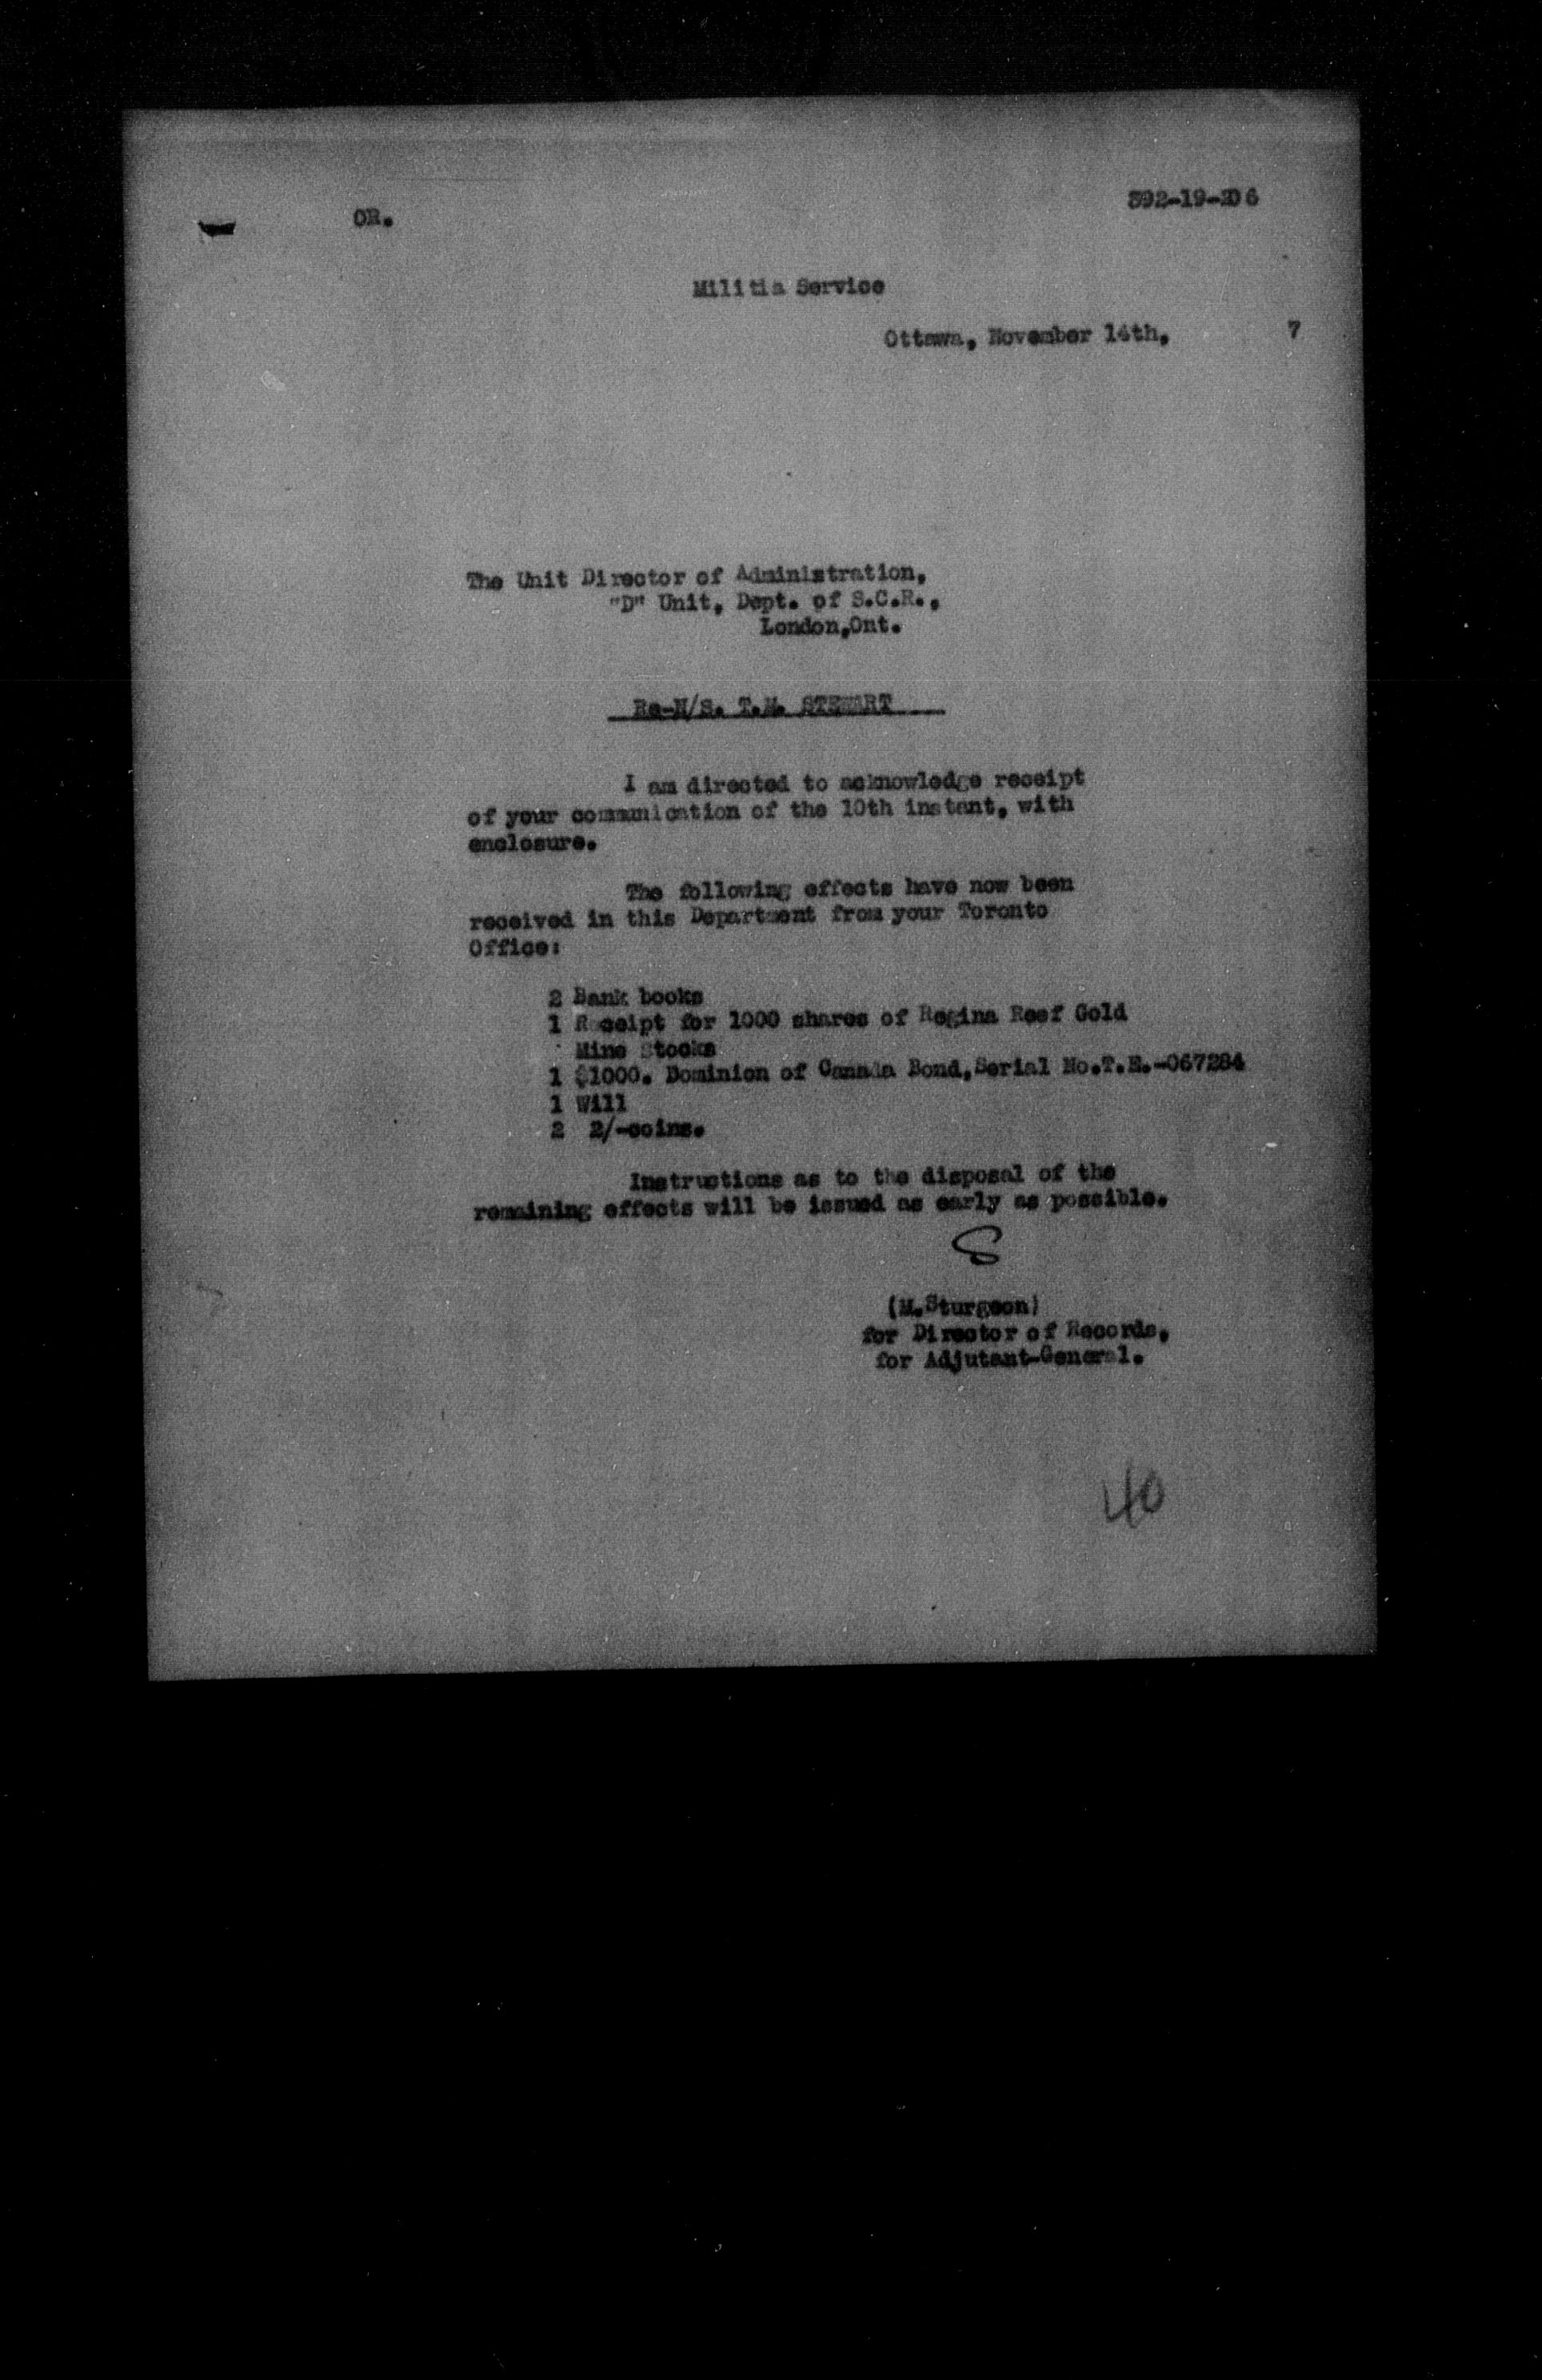 OR.
392-19-206
Militia Service
Ottawa, November 14th, 7
The Unit Director of Administration,
"D" Unit, Dept. of S.C.R.,
London,Ont.
Re-N/S. T.M. STEWART
I am directed to acknowledge receipt
of your communication of the 10th instant, with
enclosure.
The following effects have now been
received in this Department from your Toronto
Office:
2 Bank books
1 Receipt for 1000 shares of Regina Reef Gold
Mine Stocks
1 $1000. Dominion of Canada Bond,Serial No.T.E.-067284
1 Will
2 2/-coins.
Instructions as to the disposal of the
remaining effects will be issued as early as possible.
S
(M.Sturgeon)
for Director of Records,
for Adjutant-General.
40